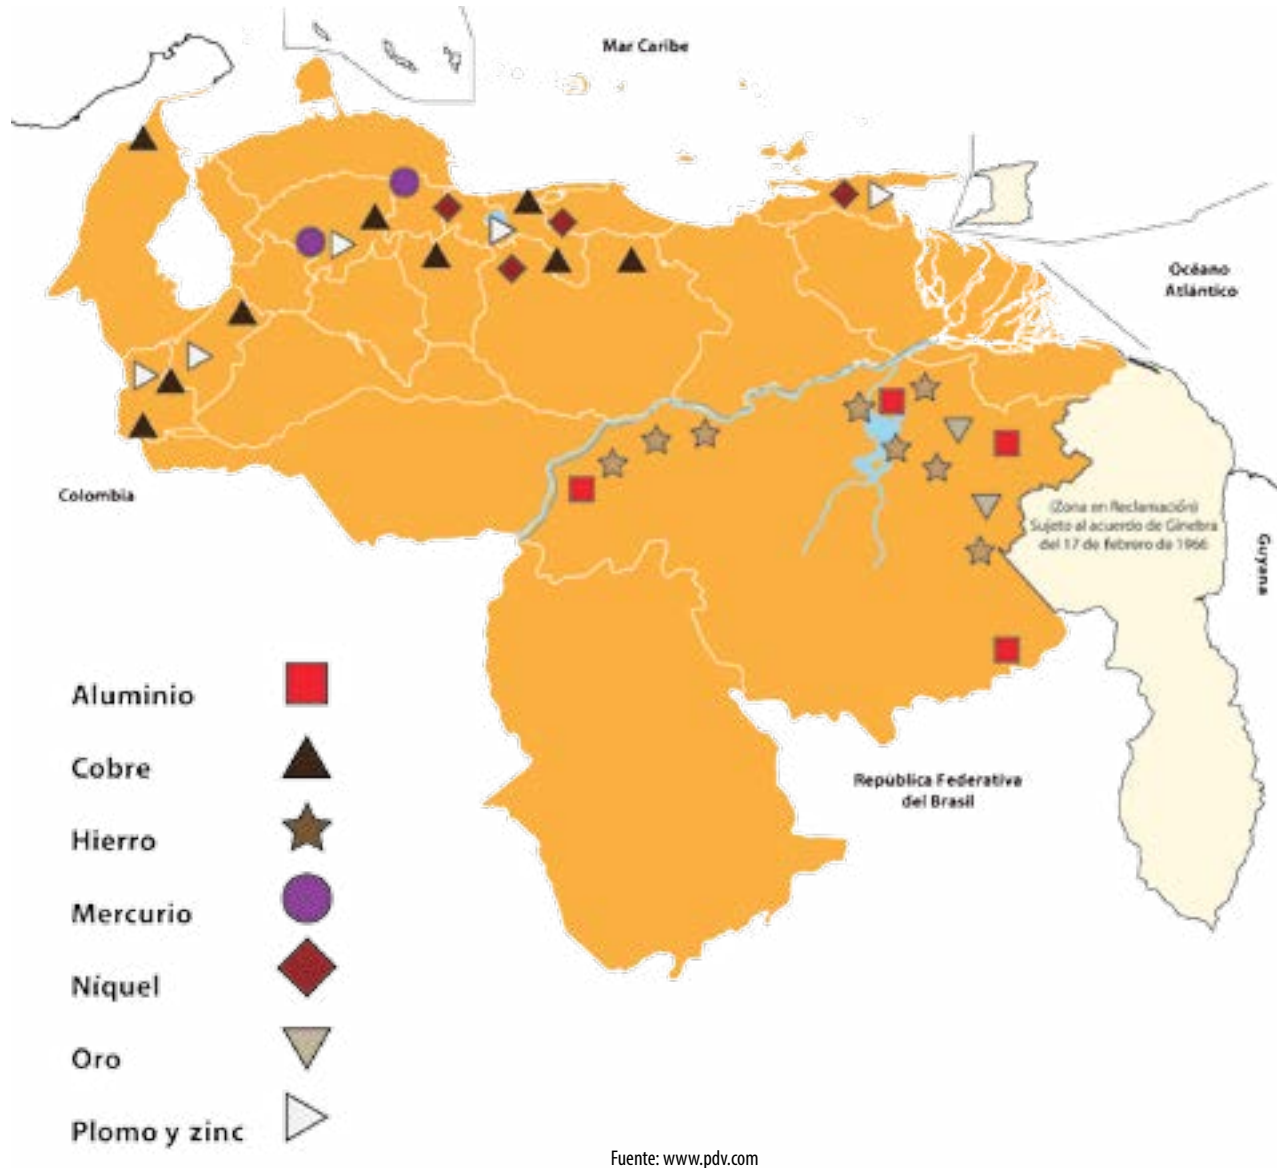 Mar Caribe
Océano
Atlántico
Colombia
(Zona en Reclamación)
Sujeto al acuerdo de Ginebra
del 17 de febrero de 1966
Guyana
República Federativa
del Brasil
Aluminio
Cobre
Hierro
Mercurio
Níquel
Oro
Plomo y zinc
Fuente: www.pdv.com